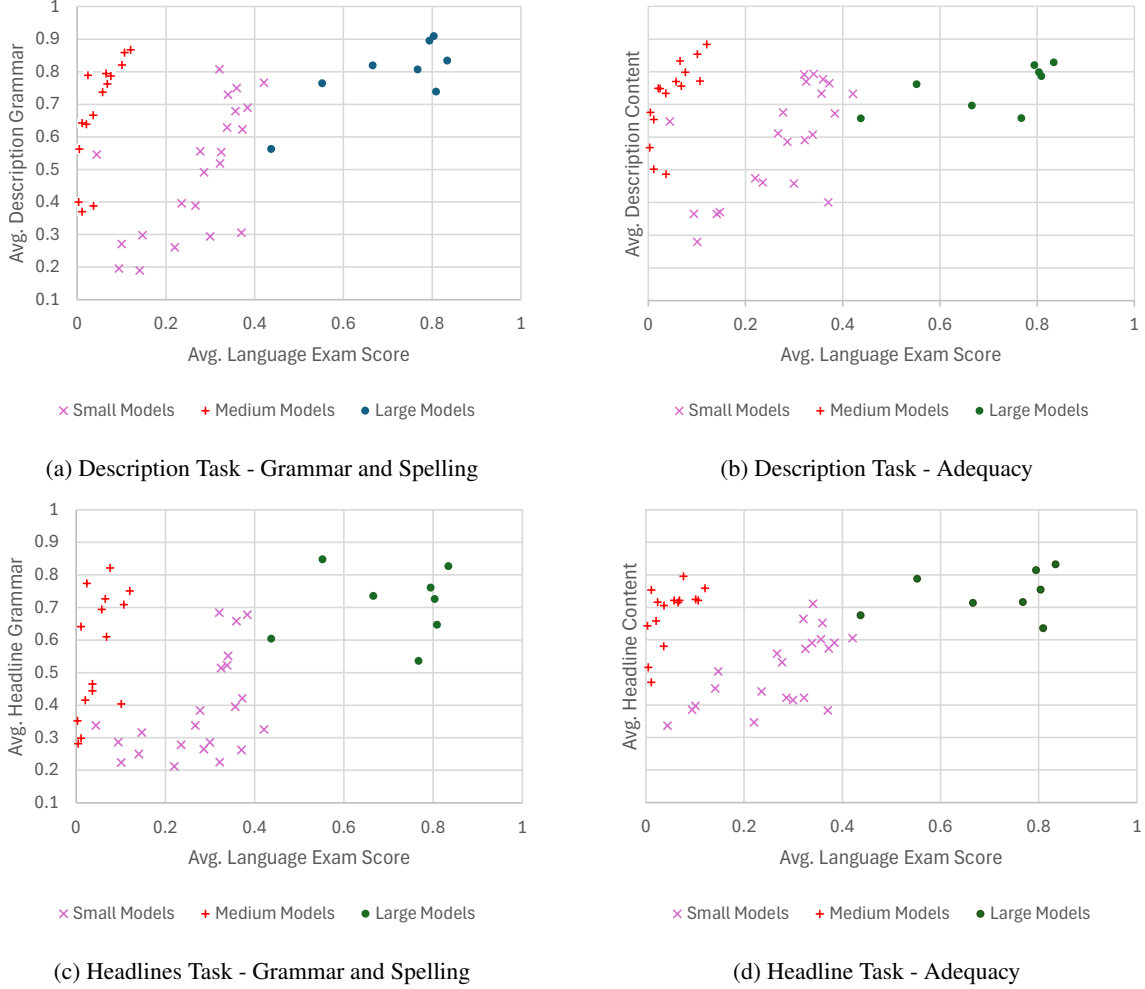 1
0.9
0.8
0.7
0.6
0.5
0.4
0.3
0.2
0.1
Avg. Description Grammar
0 0.2 0.4 0.6 0.8 1
Avg. Language Exam Score
Small Models Medium Models Large Models
(a) Description Task - Grammar and Spelling
Avg. Description Content
0 0.2 0.4 0.6 0.8 1
Avg. Language Exam Score
Small Models Medium Models Large Models
(b) Description Task - Adequacy
1
0.9
0.8
0.7
0.6
0.5
0.4
0.3
0.2
0.1
Avg. Headline Grammar
0 0.2 0.4 0.6 0.8 1
Avg. Language Exam Score
Small Models Medium Models Large Models
(c) Headlines Task - Grammar and Spelling
Avg. Headline Content
0 0.2 0.4 0.6 0.8 1
Avg. Language Exam Score
Small Models Medium Models Large Models
(d) Headline Task - Adequacy